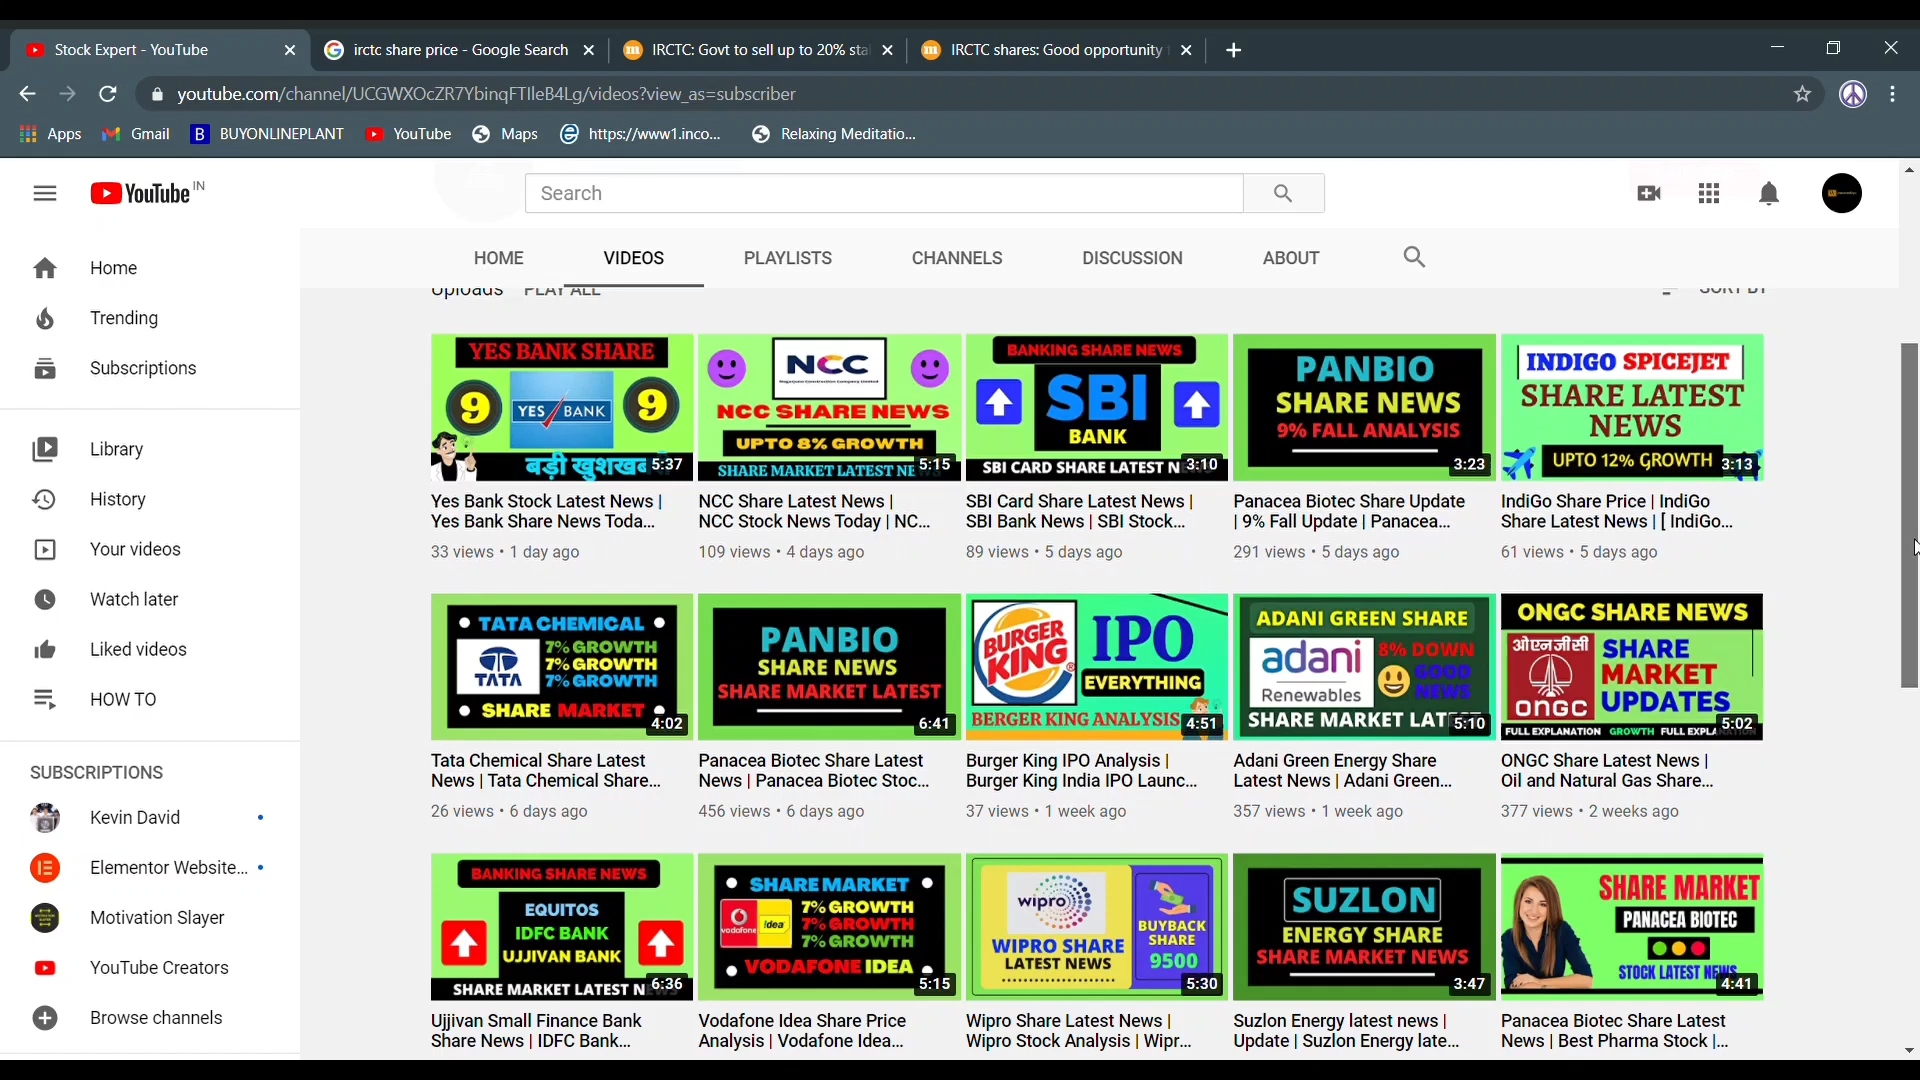 Stock Expert - YouTube
irctc share price - Google Search
IRCTC: Govt to sell up to 20% sta
IRCTC shares: Good opportunity
youtube.com/channel/UCGWXOcZR7YbinqFTIleB4Lg/videos?view_as=subscriber
Apps Gmail BUYONLINEPLANT YouTube Maps https://www1.inco... Relaxing Meditatio...
YouTube IN
Search
HOME VIDEOS PLAYLISTS CHANNELS DISCUSSION ABOUT
Home
Trending
Subscriptions
Library
History
Your videos
Watch later
Liked videos
HOW TO
SUBSCRIPTIONS
Kevin David
Elementor Website...
Motivation Slayer
YouTube Creators
Browse channels
Uploads PLAY ALL
SORT BY
YES BANK SHARE
9 YES BANK 9
5:37
Yes Bank Stock Latest News |
Yes Bank Share News Toda...
33 views • 1 day ago
NCC
NCC SHARE NEWS
UPTO 8% GROWTH
SHARE MARKET LATEST
5:15
NCC Share Latest News |
NCC Stock News Today | NC...
109 views • 4 days ago
BANKING SHARE NEWS
SBI
BANK
SBI CARD SHARE LATEST
3:10
SBI Card Share Latest News |
SBI Bank News | SBI Stock...
89 views • 5 days ago
PANBIO
SHARE NEWS
9% FALL ANALYSIS
3:23
Panacea Biotec Share Update
| 9% Fall Update | Panacea...
291 views • 5 days ago
INDIGO SPICEJET
SHARE LATEST
NEWS
UPTO 12% GROWTH
3:13
IndiGo Share Price | IndiGo
Share Latest News | [ IndiGo...
61 views • 5 days ago
TATA CHEMICAL
7% GROWTH
7% GROWTH
7% GROWTH
TATA
SHARE MARKET
4:02
Tata Chemical Share Latest
News | Tata Chemical Share...
26 views • 6 days ago
PANBIO
SHARE NEWS
SHARE MARKET LATEST
6:41
Panacea Biotec Share Latest
News | Panacea Biotec Stoc...
456 views • 6 days ago
BURGER KING
IPO
EVERYTHING
BERGER KING ANALYSIS
4:51
Burger King IPO Analysis |
Burger King India IPO Launc...
37 views • 1 week ago
ADANI GREEN SHARE
adani
Renewables
8% DOWN
GOOD
NEWS
SHARE MARKET
5:10
Adani Green Energy Share
Latest News | Adani Green...
357 views • 1 week ago
ONGC SHARE NEWS
ओएनजीसी
ongc
SHARE
MARKET
UPDATES
FULL EXPLANATION GROWTH FULL
5:02
ONGC Share Latest News |
Oil and Natural Gas Share...
377 views • 2 weeks ago
BANKING SHARE NEWS
EQUITOS
IDFC BANK
UJJIVAN BANK
SHARE MARKET LATEST
6:36
Ujjivan Small Finance Bank
Share News | IDFC Bank...
SHARE MARKET
7% GROWTH
7% GROWTH
7% GROWTH
vodafone idea
VODAFONE IDEA
5:15
Vodafone Idea Share Price
Analysis | Vodafone Idea...
wipro
WIPRO SHARE
LATEST NEWS
BUYBACK
SHARE
9500
5:30
Wipro Share Latest News |
Wipro Stock Analysis | Wipr...
SUZLON
ENERGY SHARE
SHARE MARKET NEWS
3:47
Suzlon Energy latest news |
Update | Suzlon Energy late...
SHARE MARKET
PANACEA BIOTEC
STOCK LATEST NEWS
4:41
Panacea Biotec Share Latest
News | Best Pharma Stock |...